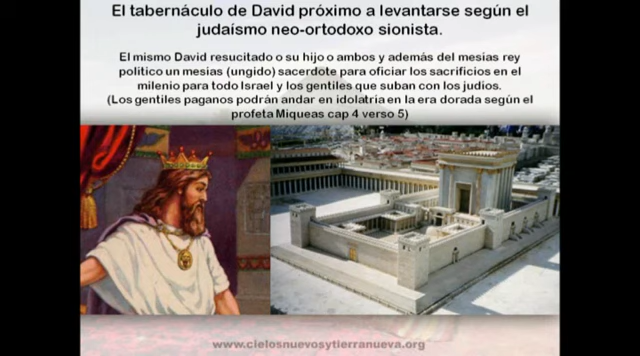 El tabernáculo de David próximo a levantarse según el
judaísmo neo-ortodoxo sionista.
El mismo David resucitado o su hijo o ambos y además del mesías rey
político un mesías (ungido) sacerdote para oficiar los sacrificios en el
milenio para todo Israel y los gentiles que suban con los judios.
(Los gentiles paganos podrán andar en idolatria en la era dorada según el
profeta Miqueas cap 4 verso 5)
www.cielosnuevosytierranueva.org